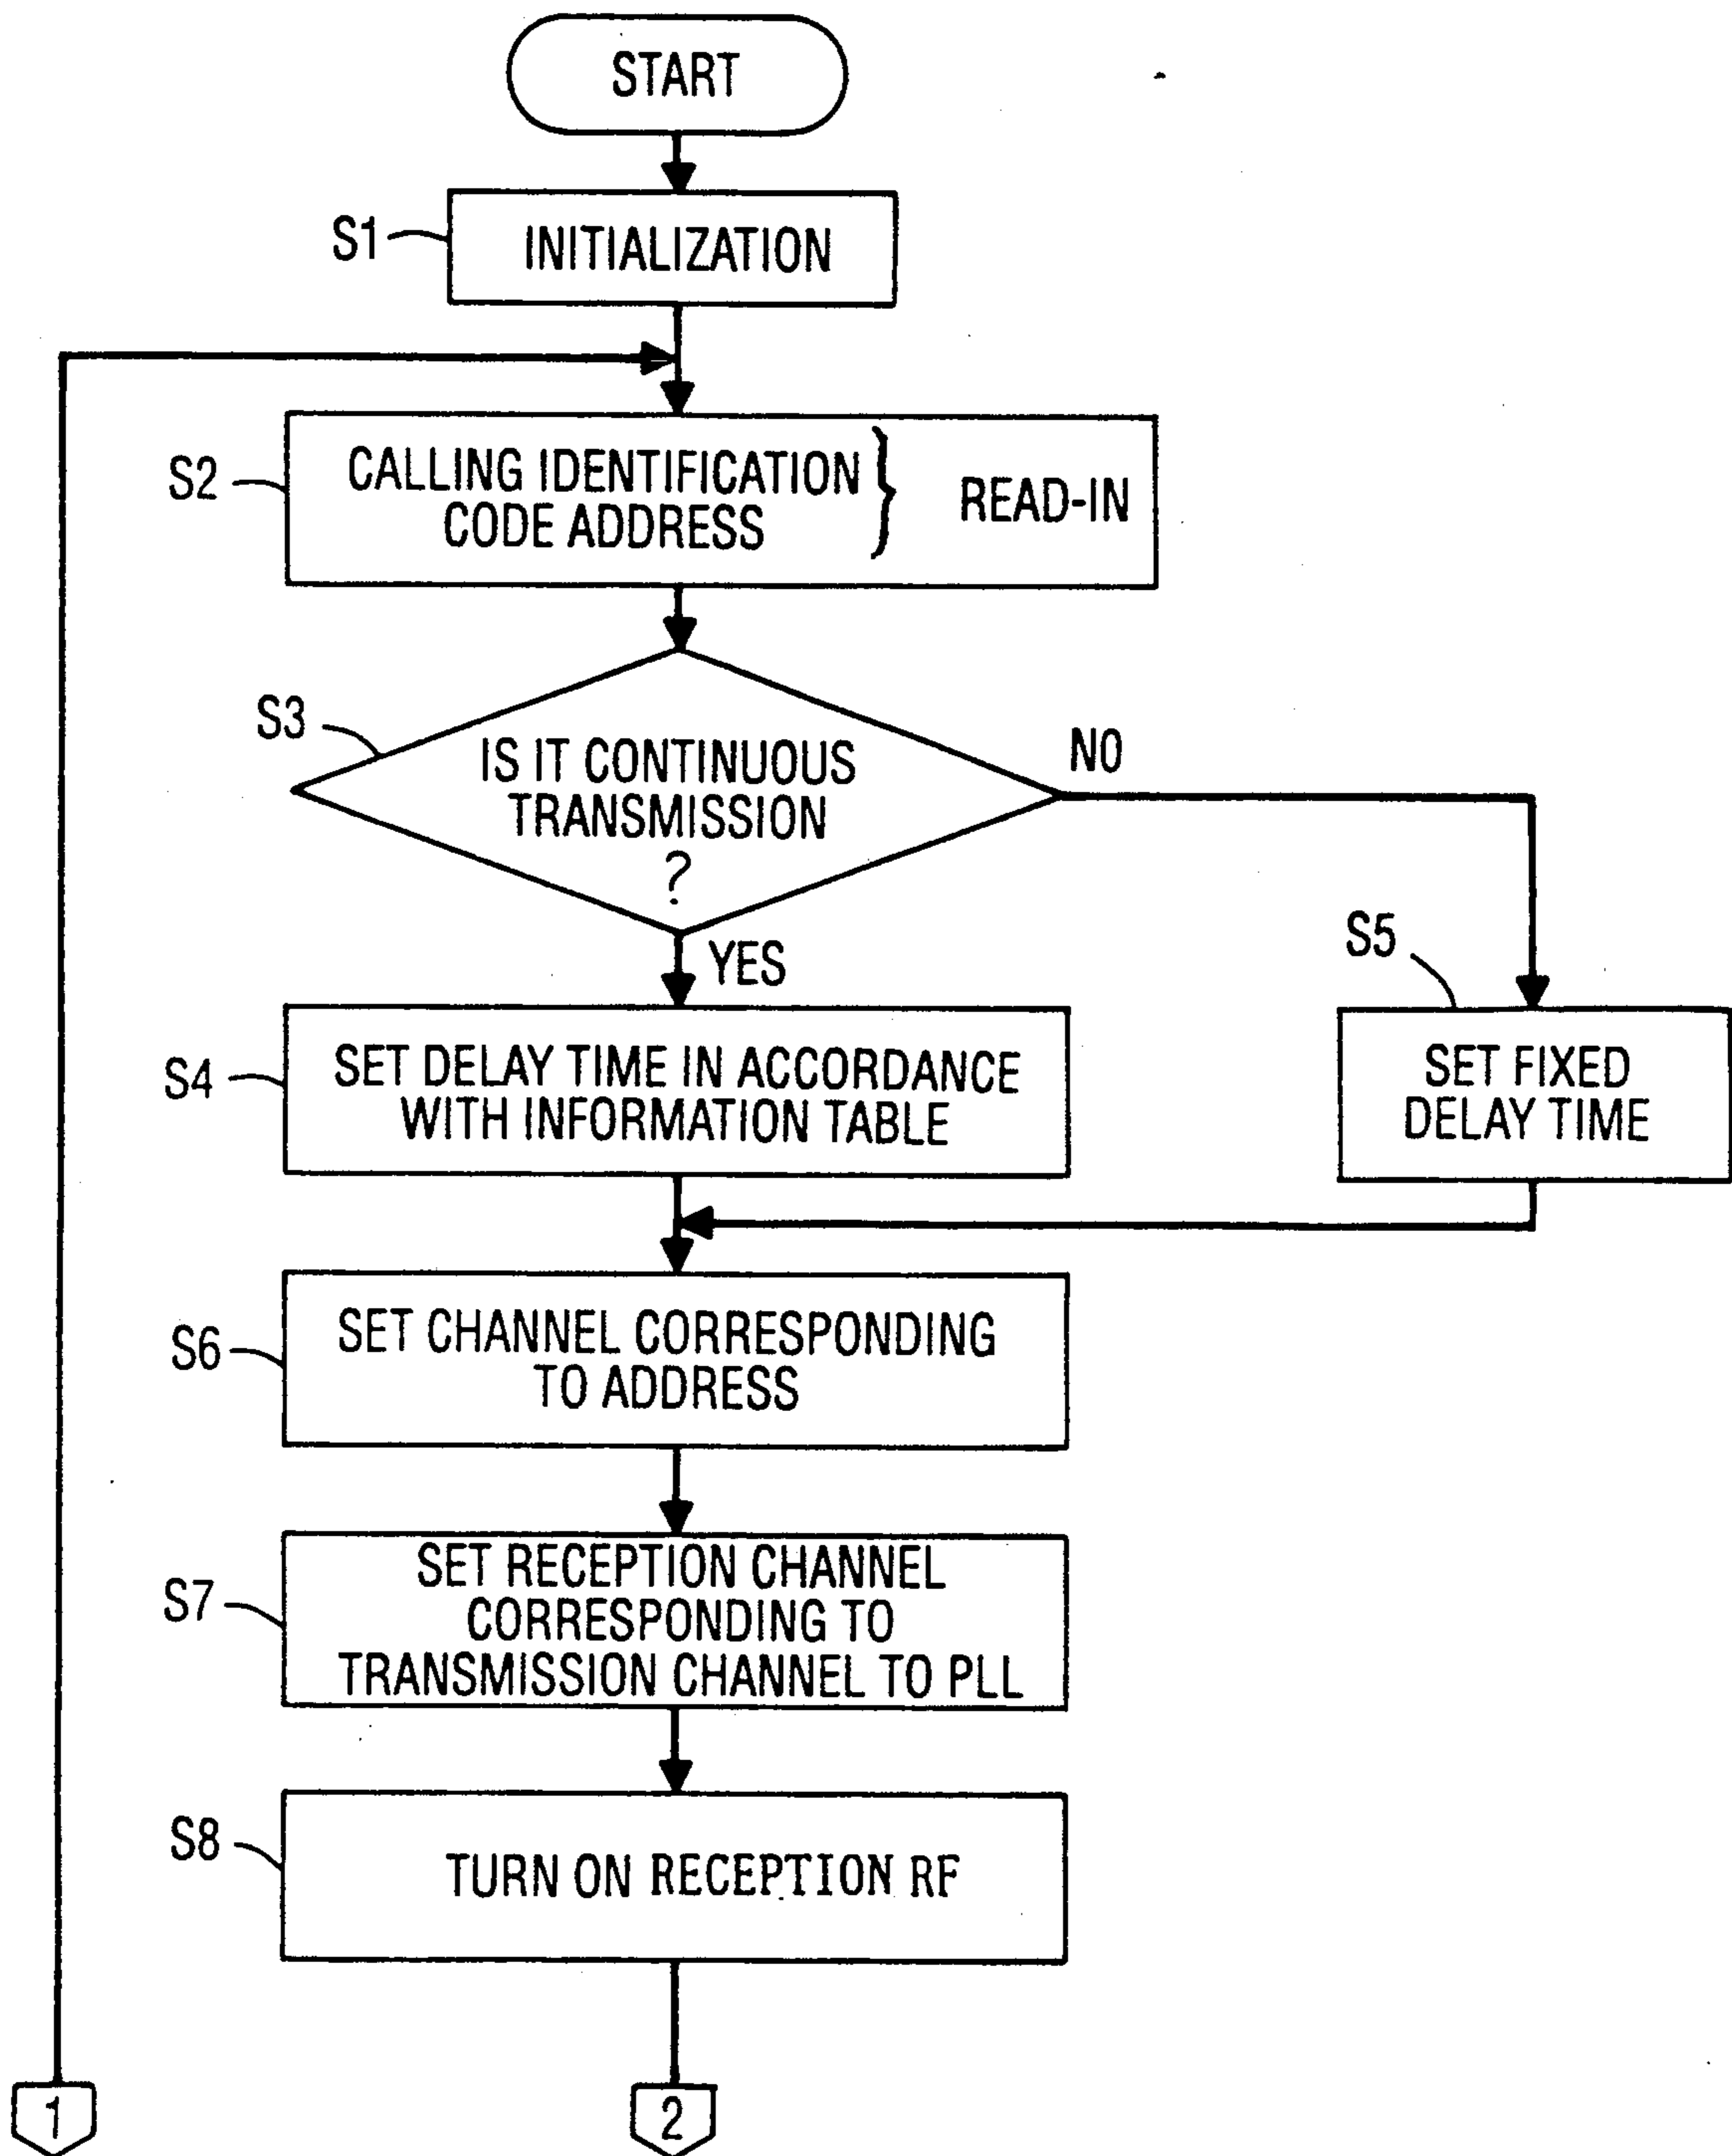 START
S1
INITIALIZATION
S2
CALLING IDENTIFICATION
CODE ADDRESS
} READ-IN
S3
IS IT CONTINUOUS
TRANSMISSION
?
NO
YES
S4
SET DELAY TIME IN ACCORDANCE
WITH INFORMATION TABLE
S5
SET FIXED
DELAY TIME
S6
SET CHANNEL CORRESPONDING
TO ADDRESS
S7
SET RECEPTION CHANNEL
CORRESPONDING TO
TRANSMISSION CHANNEL TO PLL
S8
TURN ON RECEPTION RF
1
2